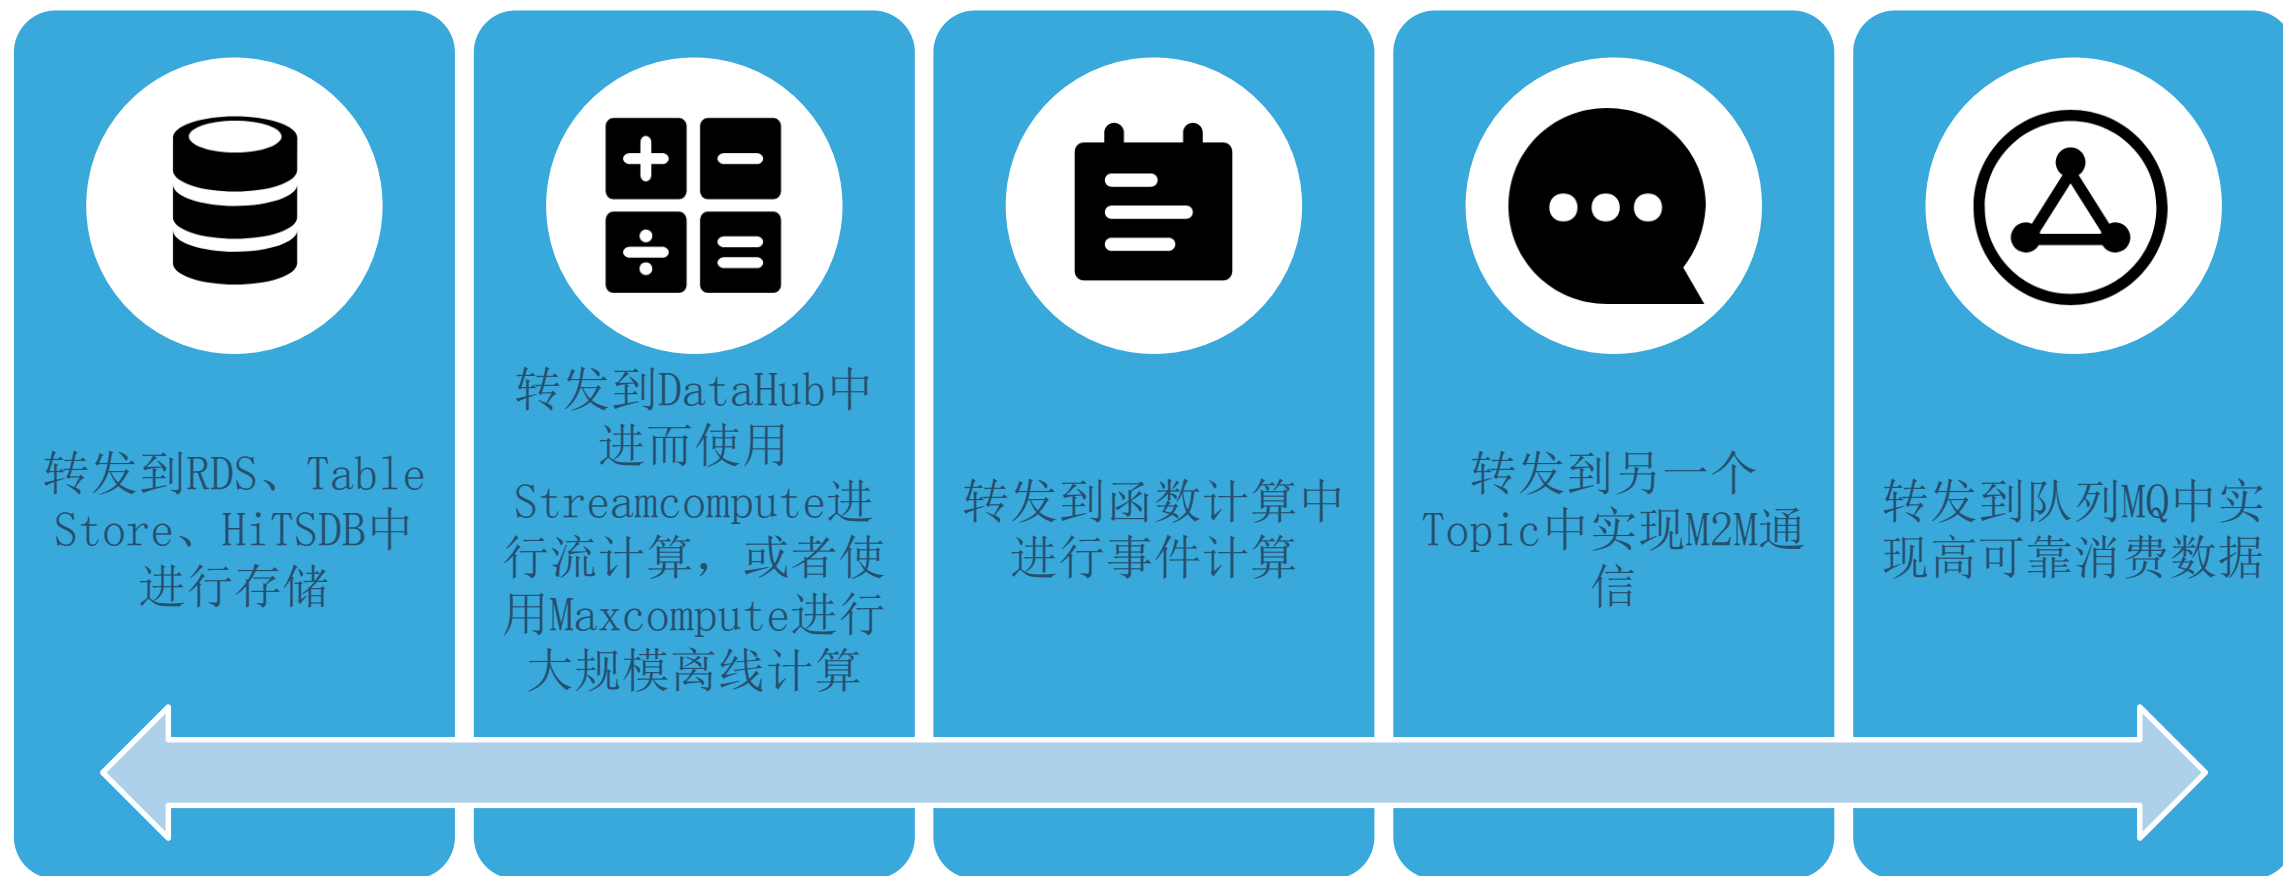 转发到RDS、Table
Store、HiTSDB中
进行存储
转发到DataHub中
进而使用
Streamcompute进
行流计算，或者使
用Maxcompute进行
大规模离线计算
转发到函数计算中
进行事件计算
转发到另一个
Topic中实现M2M通
信
转发到队列MQ中实
现高可靠消费数据